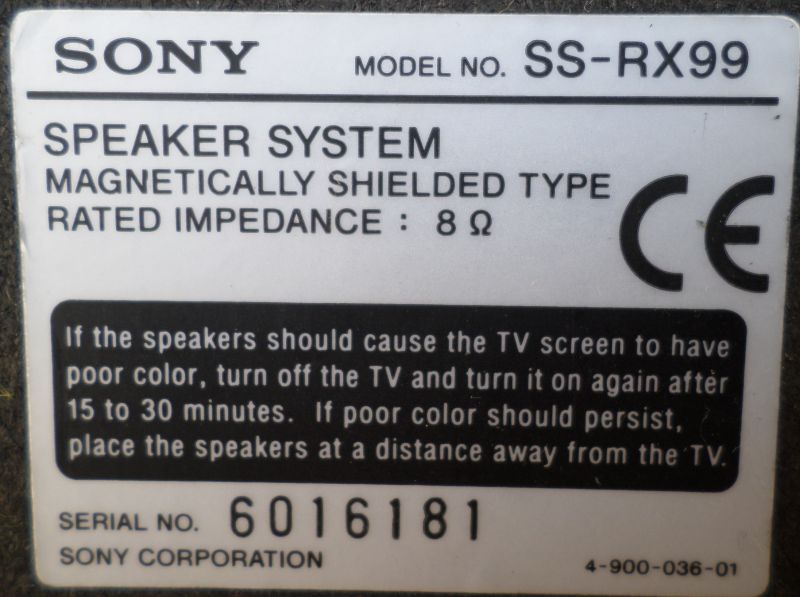 SONY MODEL NO. SS-RX99
SPEAKER SYSTEM
MAGNETICALLY SHIELDED TYPE
RATED IMPEDANCE : 8 Ω
CE
If the speakers should cause the TV screen to have
poor color, turn off the TV and turn it on again after
15 to 30 minutes. If poor color should persist,
place the speakers at a distance away from the TV.
SERIAL NO. 6016181
SONY CORPORATION 4-900-036-01